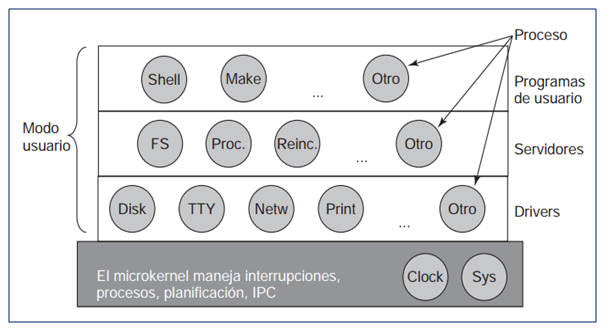 Proceso
Shell Make ... Otro
Programas
de usuario
Modo
usuario
FS Proc. Reinc. ... Otro
Servidores
Disk TTY Netw Print ... Otro
Drivers
El microkernel maneja interrupciones,
procesos, planificación, IPC
Clock Sys